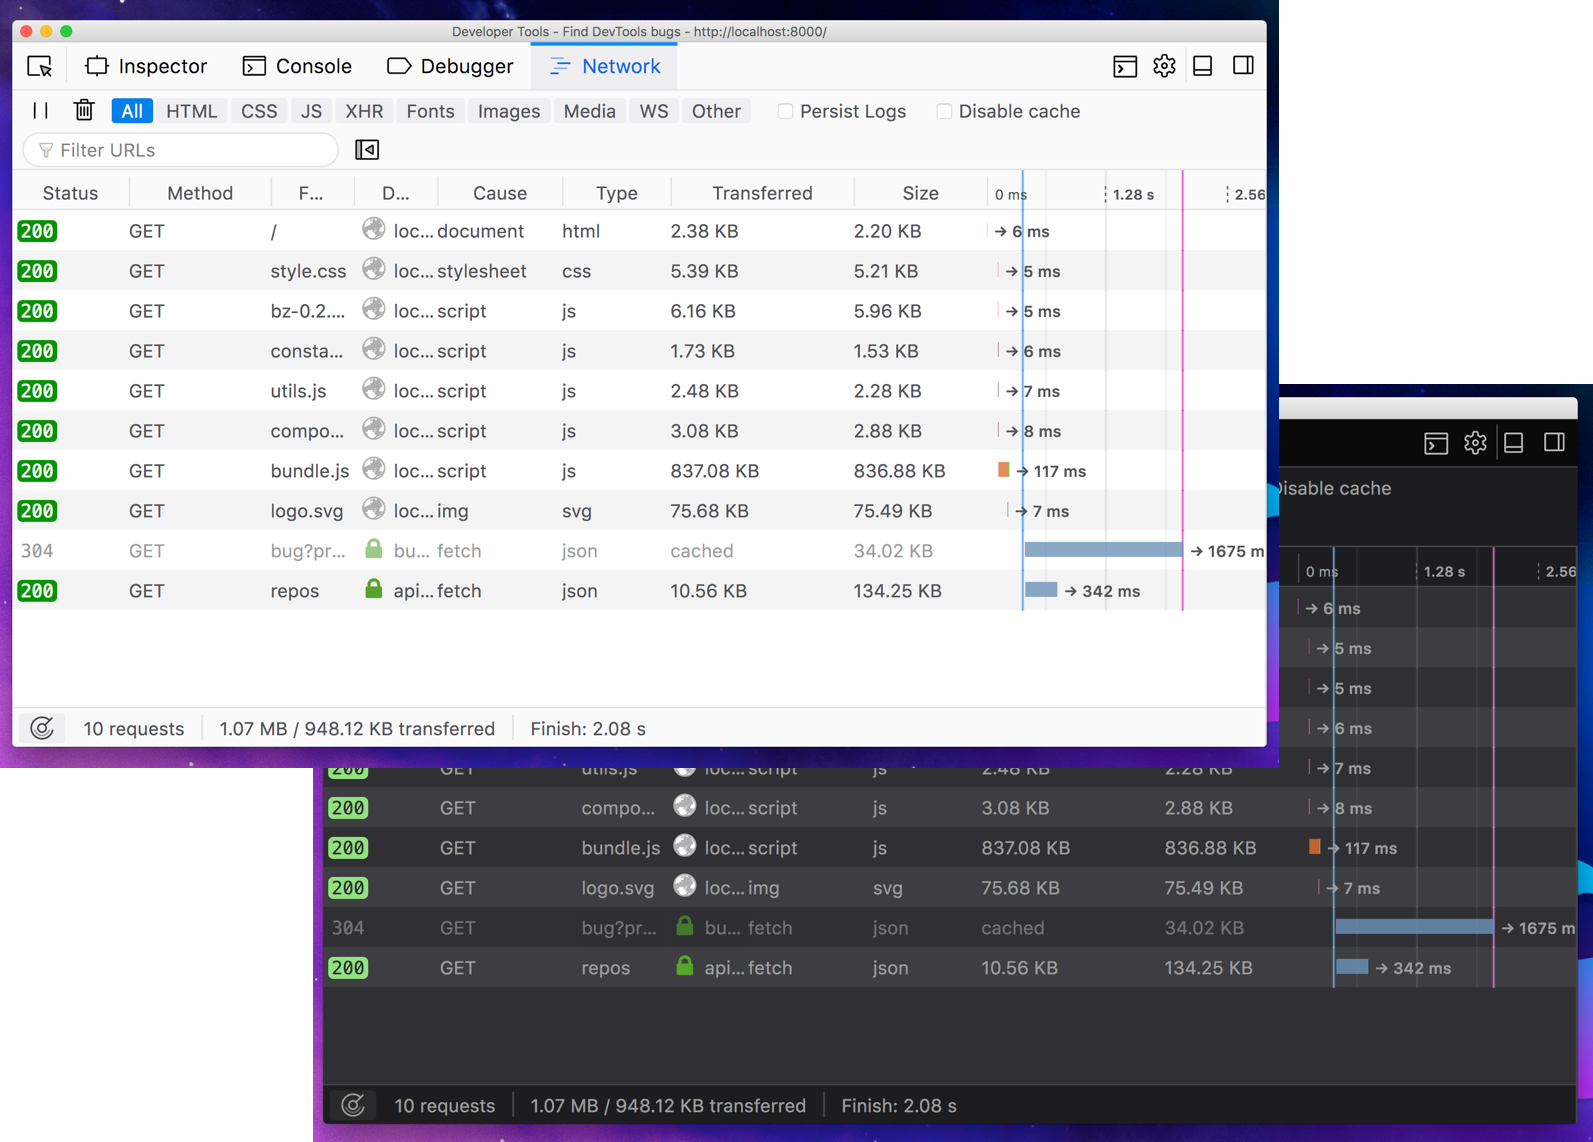 Developer Tools - Find DevTools bugs - http://localhost:8000/
Inspector Console Debugger Network
All HTML CSS JS XHR Fonts Images Media WS Other Persist Logs Disable cache
Filter URLs
Status Method F... D... Cause Type Transferred Size 0 ms 1.28 s 2.56
200 GET / loc... document html 2.38 KB 2.20 KB → 6 ms
200 GET style.css loc... stylesheet css 5.39 KB 5.21 KB → 5 ms
200 GET bz-0.2.... loc... script js 6.16 KB 5.96 KB → 5 ms
200 GET consta... loc... script js 1.73 KB 1.53 KB → 6 ms
200 GET utils.js loc... script js 2.48 KB 2.28 KB → 7 ms
200 GET compo... loc... script js 3.08 KB 2.88 KB → 8 ms
200 GET bundle.js loc... script js 837.08 KB 836.88 KB → 117 ms
200 GET logo.svg loc... img svg 75.68 KB 75.49 KB → 7 ms
304 GET bug?pr... bu... fetch json cached 34.02 KB → 1675 m
200 GET repos api... fetch json 10.56 KB 134.25 KB → 342 ms
10 requests 1.07 MB / 948.12 KB transferred Finish: 2.08 s
isable cache
0 ms 1.28 s 2.56
→ 6 ms
→ 5 ms
→ 5 ms
→ 6 ms
200 GET utils.js loc... script js 2.48 KB 2.28 KB → 7 ms
200 GET compo... loc... script js 3.08 KB 2.88 KB → 8 ms
200 GET bundle.js loc... script js 837.08 KB 836.88 KB → 117 ms
200 GET logo.svg loc... img svg 75.68 KB 75.49 KB → 7 ms
304 GET bug?pr... bu... fetch json cached 34.02 KB → 1675 m
200 GET repos api... fetch json 10.56 KB 134.25 KB → 342 ms
10 requests 1.07 MB / 948.12 KB transferred Finish: 2.08 s